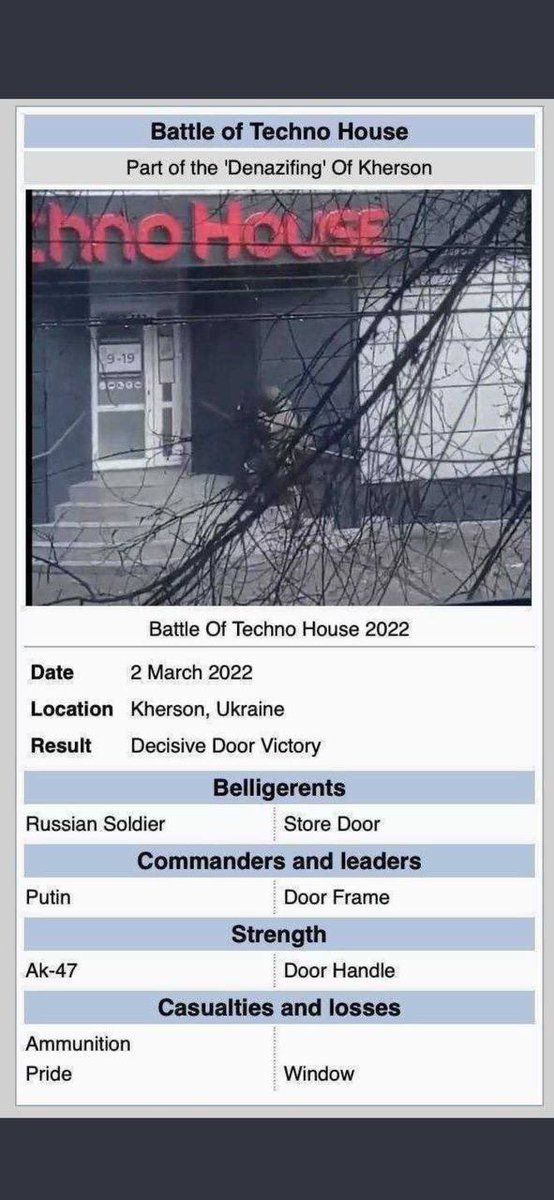 Battle of Techno House
Part of the 'Denazifing' Of Kherson
chno House
9-19
Battle Of Techno House 2022
Date 2 March 2022
Location Kherson, Ukraine
Result Decisive Door Victory
Belligerents
Russian Soldier Store Door
Commanders and leaders
Putin Door Frame
Strength
Ak-47 Door Handle
Casualties and losses
Ammunition
Pride Window